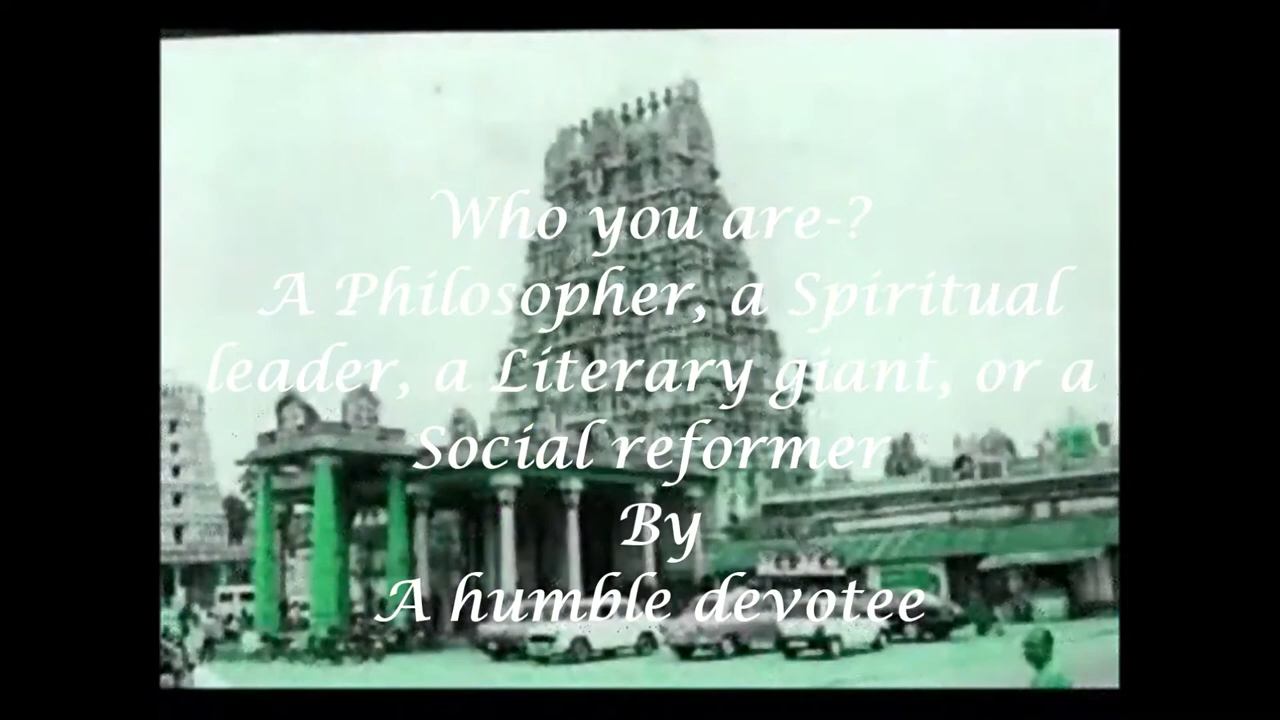 Who you are-?
A Philosopher, a Spiritual
leader, a Literary giant, or a
Social reformer
By
A humble devotee